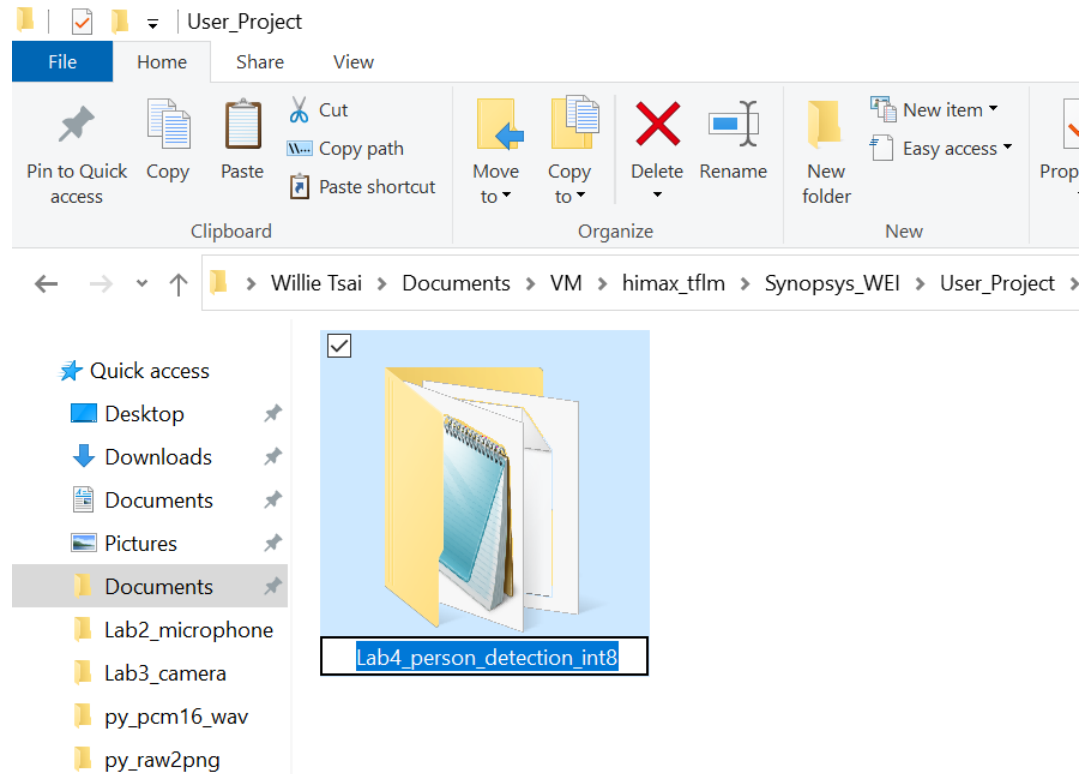 User_Project
File Home Share View
Pin to Quick access
Copy
Paste
Cut
Copy path
Paste shortcut
Clipboard
Move to
Copy to
Delete
Rename
Organize
New folder
New item
Easy access
New
Willie Tsai > Documents > VM > himax_tflm > Synopsys_WEI > User_Project >
Quick access
Desktop
Downloads
Documents
Pictures
Documents
Lab2_microphone
Lab3_camera
py_pcm16_wav
py_raw2png
Lab4_person_detection_int8